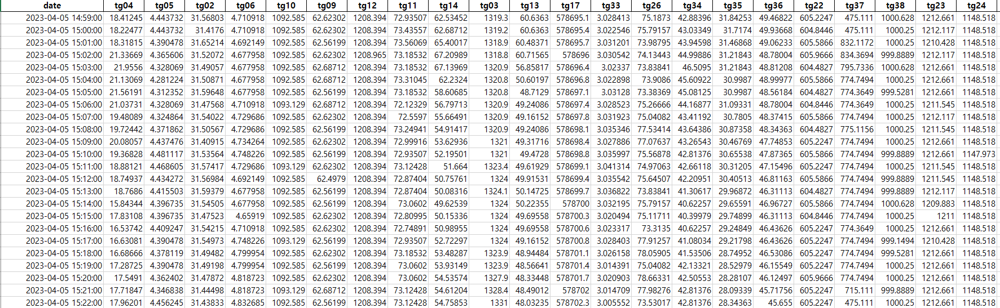 date tg04 tg05 tg02 tg06 tg10 tg09 tg12 tg11 tg14 tg03 tg13 tg17 tg33 tg26 tg34 tg35 tg36 tg22 tg37 tg38 tg23 tg24
2023-04-05 14:59:00 18.41245 4.443732 31.56803 4.710918 1092.585 62.62302 1208.394 72.93507 62.53452 1319.3 60.6363 578695.1 3.028413 75.1873 42.88396 31.84253 49.46822 605.2247 475.111 1000.628 1212.661 1148.518
2023-04-05 15:00:00 18.22477 4.443732 31.4176 4.710918 1092.585 62.62302 1208.394 73.43557 62.68712 1319.2 60.6363 578695.4 3.022546 75.79157 43.03349 31.7174 49.93668 604.8446 475.111 1000.25 1212.117 1148.518
2023-04-05 15:01:00 18.31815 4.390478 31.65214 4.692149 1092.585 62.56199 1208.394 73.56069 65.40017 1318.9 60.48371 578695.7 3.031201 73.98795 43.94598 31.46868 49.06233 605.5866 832.1172 1000.25 1210.428 1148.518
2023-04-05 15:02:00 21.33669 4.365606 31.52072 4.677958 1092.585 62.62302 1208.965 73.18532 67.20989 1318.8 60.71565 578696 3.030542 74.13443 44.99886 31.21843 48.78004 605.9666 834.3694 999.8889 1212.117 1148.518
2023-04-05 15:03:00 21.9556 4.328069 31.49057 4.677958 1092.585 62.68712 1208.394 73.18532 67.13969 1320.9 56.85817 578696.4 3.02337 73.83841 46.5095 31.21843 48.81208 604.4827 795.7336 1000.628 1212.661 1148.518
2023-04-05 15:04:00 21.13069 4.281224 31.50871 4.677958 1092.585 62.68712 1208.394 73.31045 62.2324 1320.8 50.60197 578696.8 3.022898 73.9086 45.60922 30.9987 48.99977 605.5866 774.7494 1000.25 1212.661 1148.518
2023-04-05 15:05:00 21.56191 4.312352 31.59648 4.677958 1092.585 62.56199 1208.394 73.18532 58.60685 1320.8 48.7129 578697.1 3.03128 73.38369 45.08125 30.9987 48.56184 604.4827 774.3649 999.5281 1212.661 1148.518
2023-04-05 15:06:00 21.03731 4.328069 31.47568 4.710918 1093.129 62.68712 1208.394 72.12329 56.79713 1320.9 49.24086 578697.4 3.028523 75.26666 44.16877 31.09331 48.78004 604.8446 774.3649 1000.25 1211.545 1148.518
2023-04-05 15:07:00 19.48089 4.324864 31.54022 4.729686 1092.585 62.62302 1208.394 72.5597 55.66491 1320.9 49.16152 578697.8 3.031923 75.04082 43.41192 30.7805 48.37415 605.5866 774.7494 1000.25 1212.117 1148.518
2023-04-05 15:08:00 19.72442 4.371862 31.50567 4.729686 1092.585 62.56199 1208.394 73.24941 54.91417 1320.9 49.24086 578698.1 3.035346 77.53414 43.64386 30.87358 48.34363 604.4827 775.1156 1000.25 1211.545 1148.518
2023-04-05 15:09:00 20.08057 4.437476 31.40915 4.734264 1092.585 62.62302 1208.394 72.99916 53.62936 1321 49.31716 578698.4 3.027886 77.07637 43.26543 30.46769 47.74853 605.2247 774.7494 1000.25 1212.661 1148.518
2023-04-05 15:10:00 19.36828 4.481117 31.53564 4.748226 1092.585 62.56199 1208.394 72.93507 52.19501 1321 49.4728 578698.8 3.035997 75.56878 42.81376 30.65538 47.87365 605.5866 774.7494 999.8889 1212.661 1147.973
2023-04-05 15:11:00 18.88121 4.468605 31.57417 4.729686 1093.129 62.62302 1208.394 73.12428 51.664 1323.4 49.61929 578699.1 3.041314 74.97063 42.66118 30.31205 47.15496 605.2247 774.7494 1000.25 1211.545 1148.518
2023-04-05 15:12:00 18.74937 4.434272 31.56984 4.692149 1092.585 62.4979 1208.394 72.87404 50.75761 1324 49.91531 578699.4 3.035542 75.64507 42.20951 30.40513 46.81163 605.5866 774.7494 999.8889 1211.545 1148.518
2023-04-05 15:13:00 18.7686 4.415503 31.59379 4.677958 1092.585 62.56199 1208.394 72.87404 50.08316 1324.1 50.14725 578699.7 3.036822 73.83841 41.30617 29.96872 46.31113 604.4827 774.7494 999.8889 1212.117 1148.518
2023-04-05 15:14:00 15.84344 4.396735 31.54505 4.677958 1092.585 62.56199 1208.394 73.0602 49.62539 1324 50.22355 578700 3.032195 75.79157 40.62257 29.65591 46.96727 605.5866 774.7494 1000.628 1209.883 1148.518
2023-04-05 15:15:00 17.83108 4.396735 31.47523 4.65919 1092.585 62.62302 1208.394 72.80995 50.15336 1324 49.69558 578700.3 3.020494 75.11711 40.39979 29.74899 46.31113 604.8446 774.7494 1000.25 1211 1148.518
2023-04-05 15:16:00 16.53742 4.409247 31.54215 4.710918 1092.585 62.62302 1208.394 72.74891 50.98955 1324 49.69558 578700.6 3.023317 73.3135 40.62257 29.24849 46.43626 605.2247 774.3649 1000.25 1212.661 1148.518
2023-04-05 15:17:00 16.63081 4.390478 31.54973 4.748226 1093.129 62.56199 1208.394 72.93507 52.72297 1324 49.16152 578700.8 3.028403 77.91257 41.08034 29.21798 46.43626 605.2247 774.7494 999.1494 1210.428 1148.518
2023-04-05 15:18:00 16.68666 4.378119 31.49482 4.799954 1092.585 62.62302 1208.394 73.18532 53.48287 1323.9 48.94484 578701.1 3.026158 78.05905 41.53506 28.74952 46.53086 605.2247 774.7494 999.5281 1212.661 1148.518
2023-04-05 15:19:00 17.28725 4.390478 31.49198 4.799954 1092.585 62.56199 1208.394 73.0602 53.93149 1323.9 48.56641 578701.4 3.014391 75.04082 42.13321 28.52979 46.15549 605.2247 774.7494 1000.25 1212.661 1148.518
2023-04-05 15:20:00 17.5491 4.362402 31.47872 4.818723 1092.585 62.62302 1208.394 73.0602 54.53574 1327.9 48.33448 578701.7 3.020903 78.66331 42.50553 28.28107 46.12497 605.9666 774.7494 1000.25 1212.661 1148.518
2023-04-05 15:21:00 17.71847 4.346838 31.44498 4.818723 1093.129 62.68712 1208.394 73.12428 54.61204 1328.4 48.49012 578702 3.014709 77.98276 42.81376 28.09339 45.71756 605.2247 715.111 999.8889 1212.661 1148.518
2023-04-05 15:22:00 17.96201 4.456245 31.43833 4.832685 1092.585 62.56199 1208.394 73.12428 54.75853 1331 48.03235 578702.3 3.005552 73.53017 42.81376 28.34363 45.655 605.2247 475.111 1000.25 1212.661 1148.518